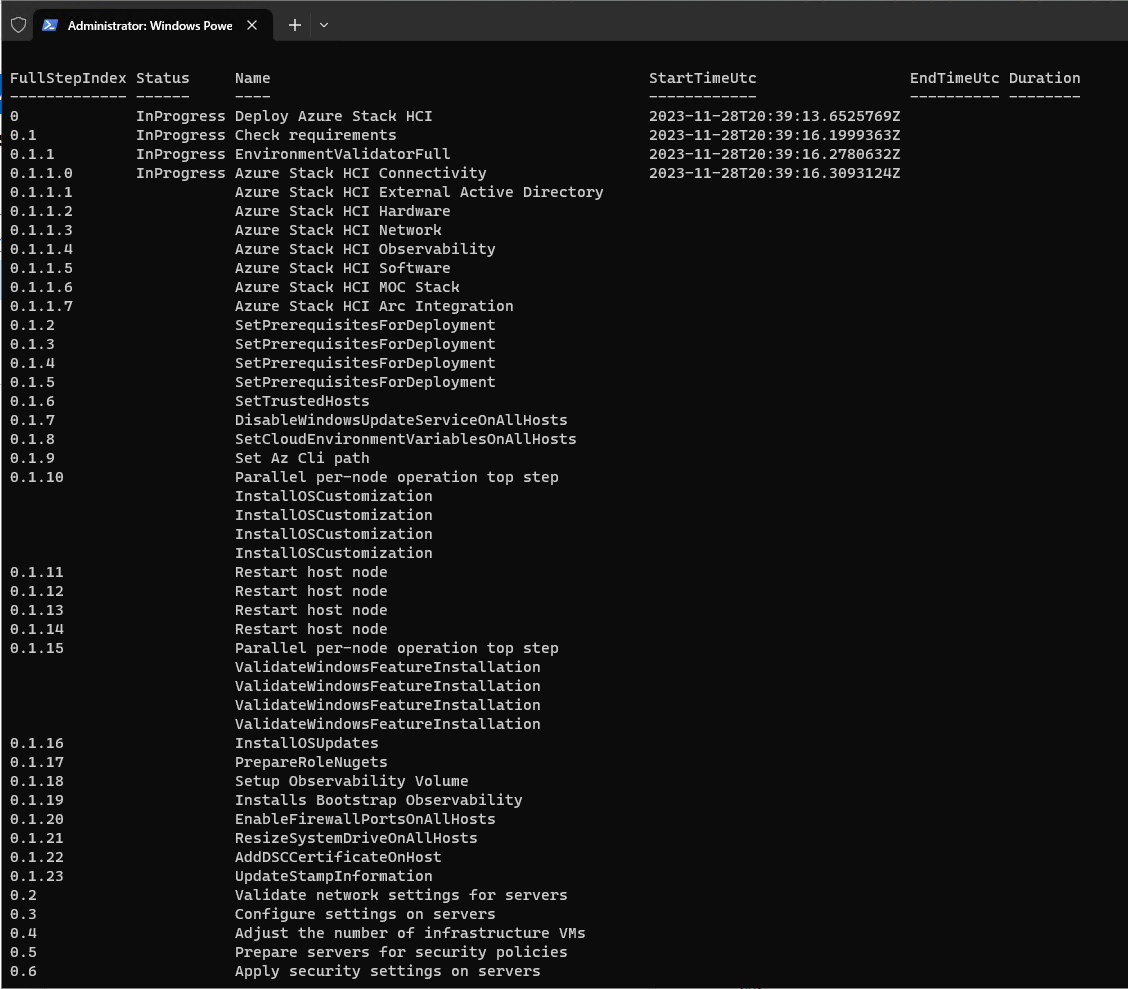 Administrator: Windows Powe
FullStepIndex Status Name StartTimeUtc EndTimeUtc Duration
------------- ------ ---- ------------ ---------- --------
0 InProgress Deploy Azure Stack HCI 2023-11-28T20:39:13.6525769Z
0.1 InProgress Check requirements 2023-11-28T20:39:16.1999363Z
0.1.1 InProgress EnvironmentValidatorFull 2023-11-28T20:39:16.2780632Z
0.1.1.0 InProgress Azure Stack HCI Connectivity 2023-11-28T20:39:16.3093124Z
0.1.1.1 Azure Stack HCI External Active Directory
0.1.1.2 Azure Stack HCI Hardware
0.1.1.3 Azure Stack HCI Network
0.1.1.4 Azure Stack HCI Observability
0.1.1.5 Azure Stack HCI Software
0.1.1.6 Azure Stack HCI MOC Stack
0.1.1.7 Azure Stack HCI Arc Integration
0.1.2 SetPrerequisitesForDeployment
0.1.3 SetPrerequisitesForDeployment
0.1.4 SetPrerequisitesForDeployment
0.1.5 SetPrerequisitesForDeployment
0.1.6 SetTrustedHosts
0.1.7 DisableWindowsUpdateServiceOnAllHosts
0.1.8 SetCloudEnvironmentVariablesOnAllHosts
0.1.9 Set Az Cli path
0.1.10 Parallel per-node operation top step
InstallOSCustomization
InstallOSCustomization
InstallOSCustomization
InstallOSCustomization
0.1.11 Restart host node
0.1.12 Restart host node
0.1.13 Restart host node
0.1.14 Restart host node
0.1.15 Parallel per-node operation top step
ValidateWindowsFeatureInstallation
ValidateWindowsFeatureInstallation
ValidateWindowsFeatureInstallation
ValidateWindowsFeatureInstallation
0.1.16 InstallOSUpdates
0.1.17 PrepareRoleNugets
0.1.18 Setup Observability Volume
0.1.19 Installs Bootstrap Observability
0.1.20 EnableFirewallPortsOnAllHosts
0.1.21 ResizeSystemDriveOnAllHosts
0.1.22 AddDSCCertificateOnHost
0.1.23 UpdateStampInformation
0.2 Validate network settings for servers
0.3 Configure settings on servers
0.4 Adjust the number of infrastructure VMs
0.5 Prepare servers for security policies
0.6 Apply security settings on servers